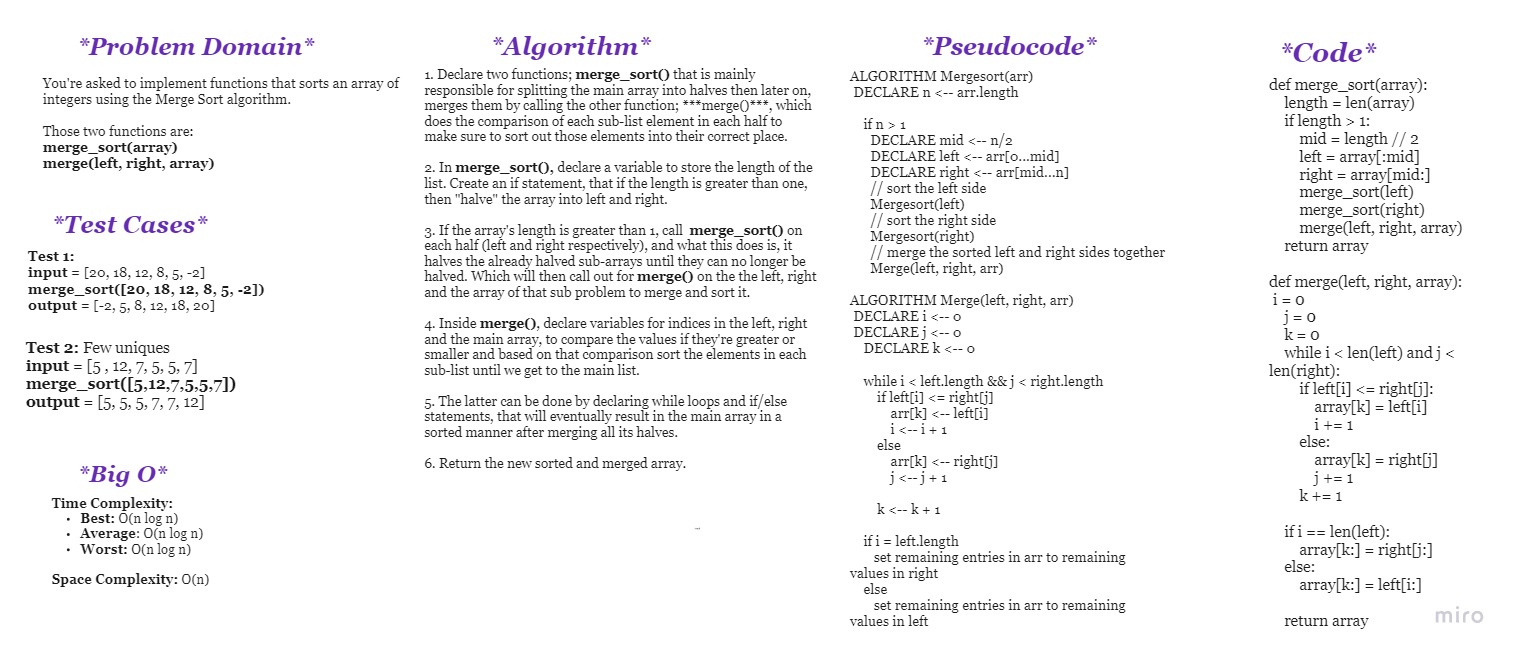 *Problem Domain*
You're asked to implement functions that sorts an array of
integers using the Merge Sort algorithm.
Those two functions are:
merge_sort(array)
merge(left, right, array)
*Test Cases*
Test 1:
input = [20, 18, 12, 8, 5, -2]
merge_sort([20, 18, 12, 8, 5, -2])
output = [-2, 5, 8, 12, 18, 20]
Test 2: Few uniques
input = [5 , 12, 7, 5, 5, 7]
merge_sort([5,12,7,5,5,7])
output = [5, 5, 5, 7, 7, 12]
*Big O*
Time Complexity:
• Best: O(n log n)
• Average: O(n log n)
• Worst: O(n log n)
Space Complexity: O(n)
*Algorithm*
1. Declare two functions; merge_sort() that is mainly
responsible for splitting the main array into halves then later on,
merges them by calling the other function; ***merge()***, which
does the comparison of each sub-list element in each half to
make sure to sort out those elements into their correct place.
2. In merge_sort(), declare a variable to store the length of the
list. Create an if statement, that if the length is greater than one,
then "halve" the array into left and right.
3. If the array's length is greater than 1, call merge_sort() on
each half (left and right respectively), and what this does is, it
halves the already halved sub-arrays until they can no longer be
halved. Which will then call out for merge() on the the left, right
and the array of that sub problem to merge and sort it.
4. Inside merge(), declare variables for indices in the left, right
and the main array, to compare the values if they're greater or
smaller and based on that comparison sort the elements in each
sub-list until we get to the main list.
5. The latter can be done by declaring while loops and if/else
statements, that will eventually result in the main array in a
sorted manner after merging all its halves.
6. Return the new sorted and merged array.
*Pseudocode*
ALGORITHM Mergesort(arr)
DECLARE n <-- arr.length
if n > 1
DECLARE mid <-- n/2
DECLARE left <-- arr[0...mid]
DECLARE right <-- arr[mid...n]
// sort the left side
Mergesort(left)
// sort the right side
Mergesort(right)
// merge the sorted left and right sides together
Merge(left, right, arr)
ALGORITHM Merge(left, right, arr)
DECLARE i <-- 0
DECLARE j <-- 0
DECLARE k <-- 0
while i < left.length && j < right.length
if left[i] <= right[j]
arr[k] <-- left[i]
i <-- i + 1
else
arr[k] <-- right[j]
j <-- j + 1
k <-- k + 1
if i = left.length
set remaining entries in arr to remaining
values in right
else
set remaining entries in arr to remaining
values in left
*Code*
def merge_sort(array):
length = len(array)
if length > 1:
mid = length // 2
left = array[:mid]
right = array[mid:]
merge_sort(left)
merge_sort(right)
merge(left, right, array)
return array
def merge(left, right, array):
i = 0
j = 0
k = 0
while i < len(left) and j <
len(right):
if left[i] <= right[j]:
array[k] = left[i]
i += 1
else:
array[k] = right[j]
j += 1
k += 1
if i == len(left):
array[k:] = right[j:]
else:
array[k:] = left[i:]
return array
miro